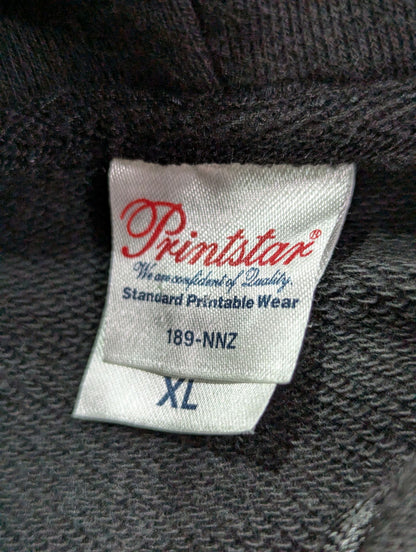 Printstar®
We are confident of Quality.
Standard Printable Wear
189-NNZ
XL